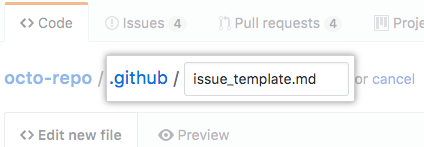 <> Code Issues 4 Pull requests 4 Proje
octo-repo / .github / issue_template.md or cancel
<> Edit new file Preview